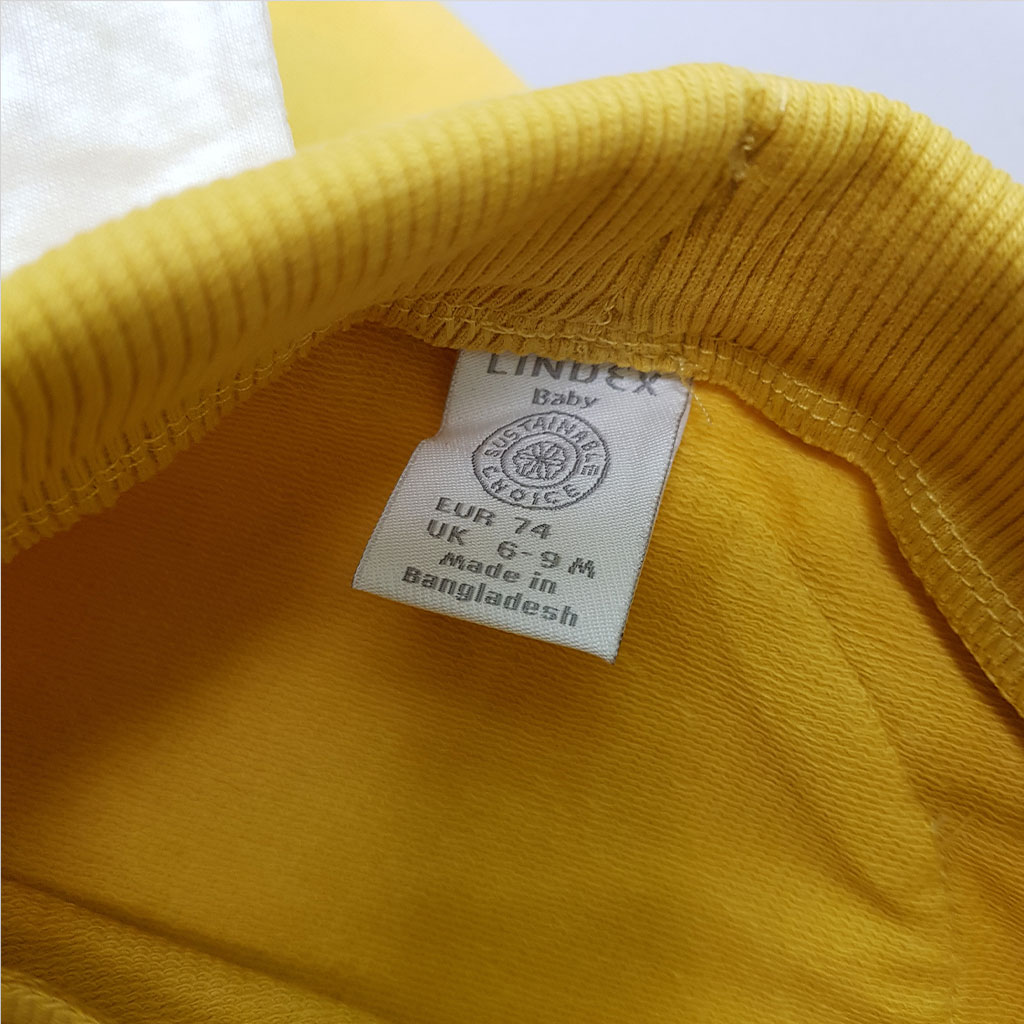 LINDEX
Baby
SUSTAINABLE
CHOICE
EUR 74
UK 6-9 M
Made in
Bangladesh